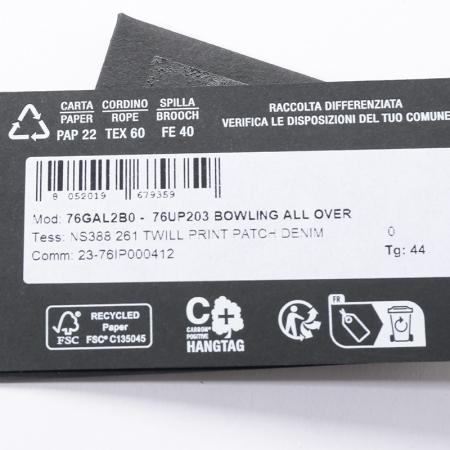 CARTA CORDINO SPILLA
PAPER ROPE BROOCH
PAP 22 TEX 60 FE 40
RACCOLTA DIFFERENZIATA
VERIFICA LE DISPOSIZIONI DEL TUO COMUNE
8 052019 679359
Mod: 76GAL2B0 - 76UP203 BOWLING ALL OVER
Tess: NS388 261 TWILL PRINT PATCH DENIM 0
Comm: 23-76IP000412 Tg: 44
FSC
RECYCLED
Paper
FSC® C135045
C+
CARBON
POSITIVE
HANGTAG
FR